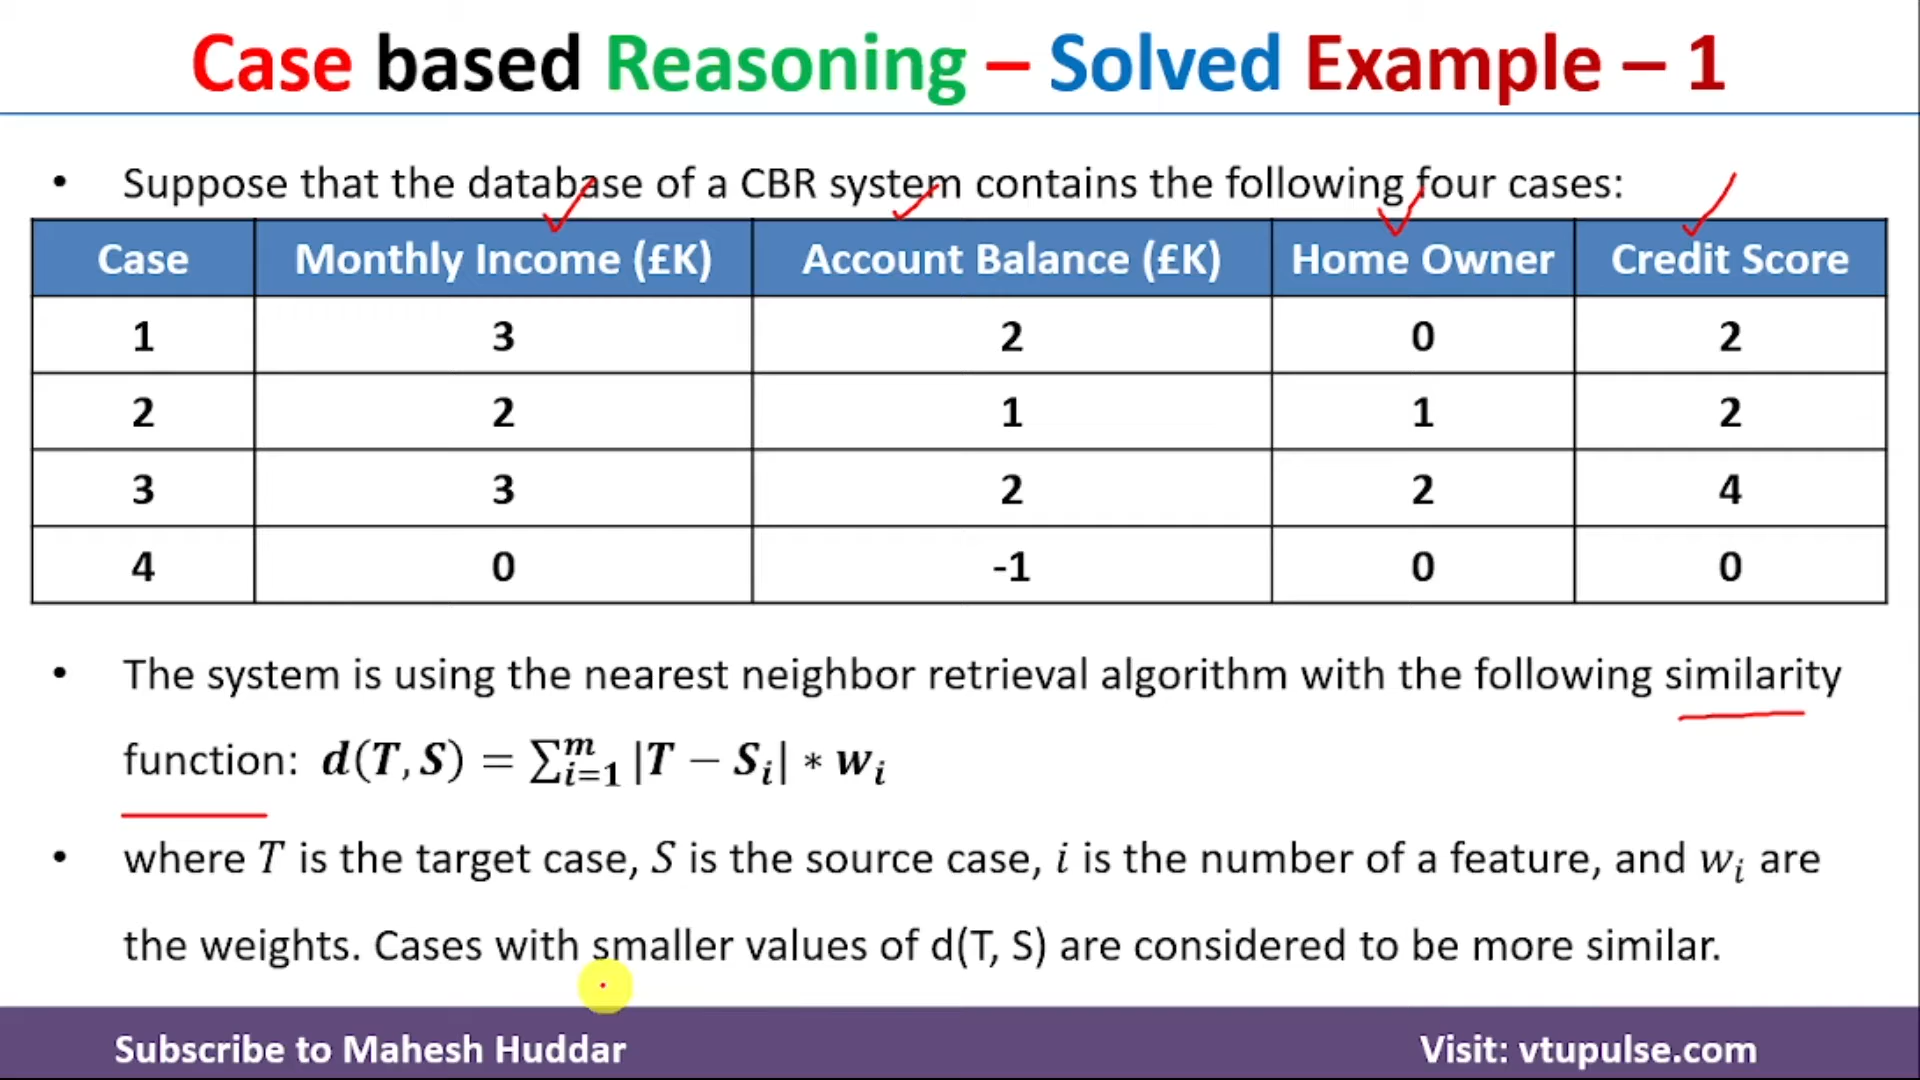 Case based Reasoning – Solved Example – 1
• Suppose that the database of a CBR system contains the following four cases:
Case Monthly Income (£K) Account Balance (£K) Home Owner Credit Score
1 3 2 0 2
2 2 1 1 2
3 3 2 2 4
4 0 -1 0 0
• The system is using the nearest neighbor retrieval algorithm with the following similarity
function: d(T, S) = ∑ᵐᵢ₌₁ |T − Sᵢ| * wᵢ
• where T is the target case, S is the source case, i is the number of a feature, and wᵢ are
the weights. Cases with smaller values of d(T, S) are considered to be more similar.
Subscribe to Mahesh Huddar Visit: vtupulse.com